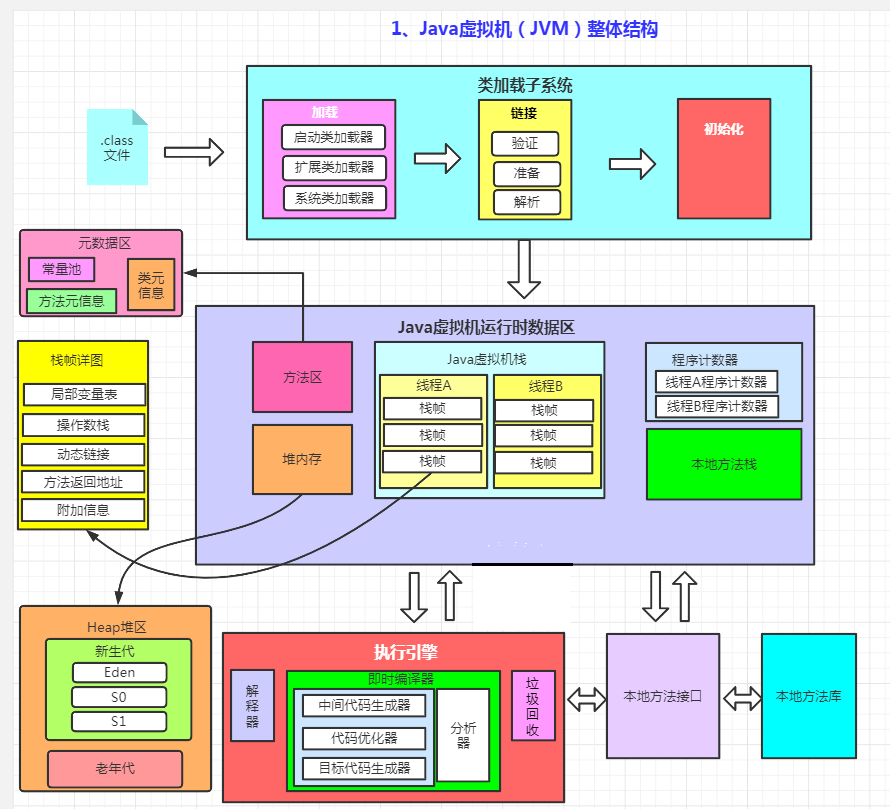 1、Java虚拟机（JVM）整体结构
类加载子系统
.class
文件
加载
启动类加载器
扩展类加载器
系统类加载器
链接
验证
准备
解析
初始化
元数据区
常量池
方法元信息
类元
信息
Java虚拟机运行时数据区
栈帧详图
局部变量表
操作数栈
动态链接
方法返回地址
附加信息
方法区
堆内存
Java虚拟机栈
线程A
栈帧
栈帧
栈帧
线程B
栈帧
栈帧
栈帧
程序计数器
线程A程序计数器
线程B程序计数器
本地方法栈
Heap堆区
新生代
Eden
S0
S1
老年代
执行引擎
解
释
器
即时编译器
中间代码生成器
代码优化器
目标代码生成器
分析
器
垃
圾
回
收
本地方法接口
本地方法库